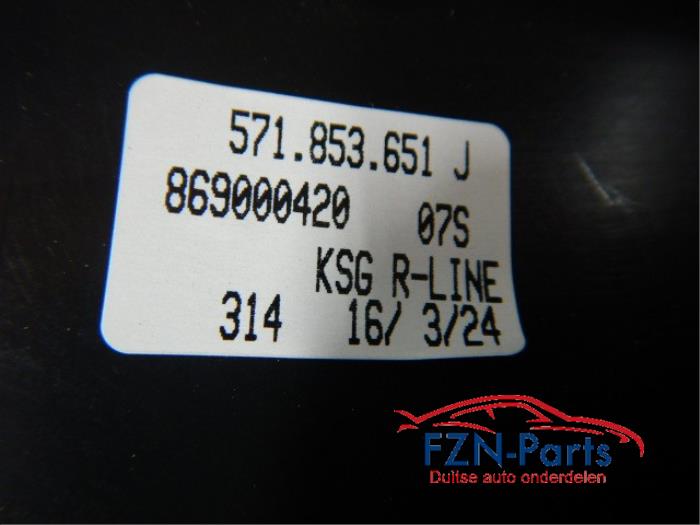 571.853.651 J
869000420 07S
KSG R-LINE
314 16/ 3/24
FZN-Parts
Duitse auto onderdelen